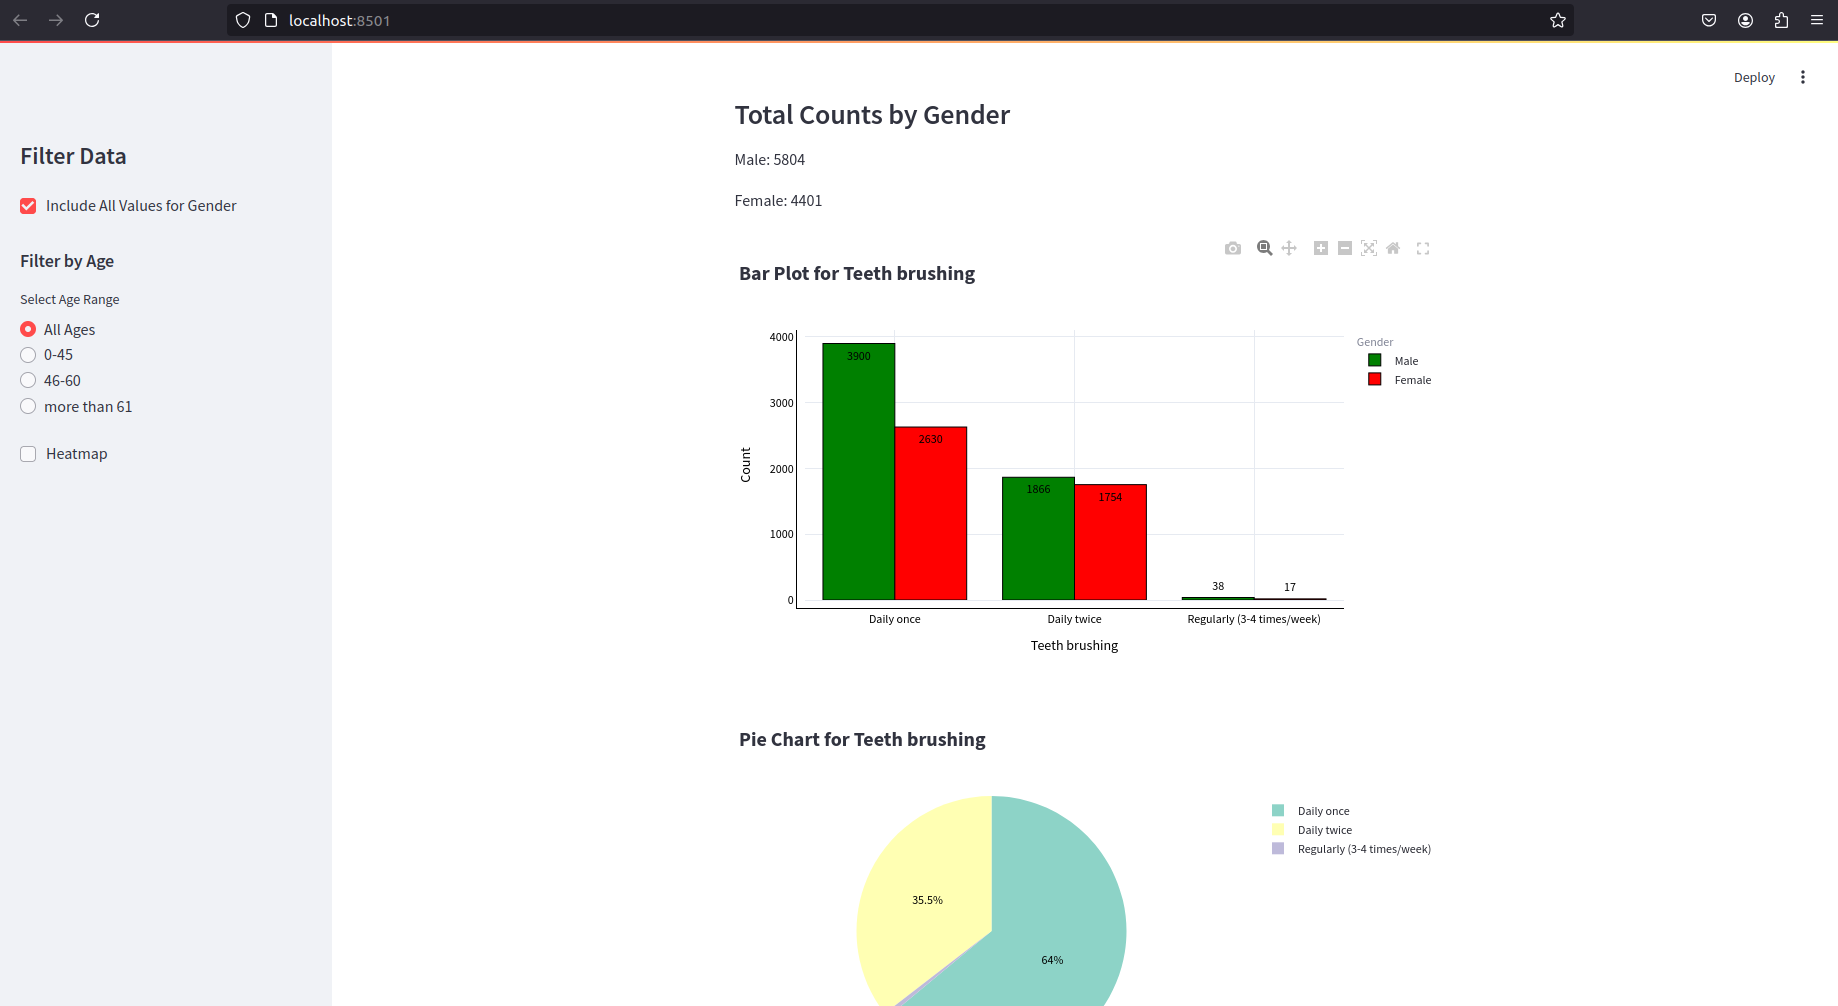 localhost:8501
Deploy
Filter Data
Include All Values for Gender
Filter by Age
Select Age Range
All Ages
0-45
46-60
more than 61
Heatmap
Total Counts by Gender
Male: 5804
Female: 4401
Bar Plot for Teeth brushing
4000
3000
2000
1000
0
Count
3900
2630
1866
1754
38
17
Daily once
Daily twice
Regularly (3-4 times/week)
Teeth brushing
Gender
Male
Female
Pie Chart for Teeth brushing
35.5%
64%
Daily once
Daily twice
Regularly (3-4 times/week)